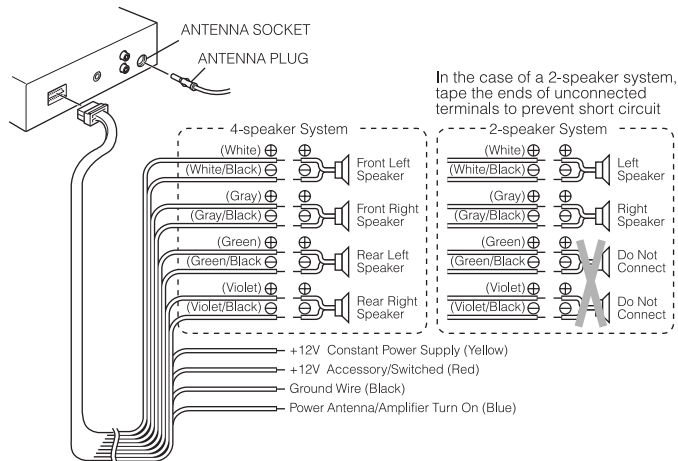 ANTENNA SOCKET
ANTENNA PLUG
In the case of a 2-speaker system,
tape the ends of unconnected
terminals to prevent short circuit
4-speaker System
(White) ⊕ ⊕
(White/Black) ⊖ ⊖
Front Left
Speaker
(Gray) ⊕ ⊕
(Gray/Black) ⊖ ⊖
Front Right
Speaker
(Green) ⊕ ⊕
(Green/Black ⊖ ⊖
Rear Left
Speaker
(Violet) ⊕ ⊕
(Violet/Black) ⊖ ⊖
Rear Right
Speaker
2-speaker System
(White) ⊕ ⊕
(White/Black) ⊖ ⊖
Left
Speaker
(Gray) ⊕ ⊕
(Gray/Black) ⊖ ⊖
Right
Speaker
(Green) ⊕ ⊕
(Green/Black ⊖ ⊖
Do Not
Connect
(Violet) ⊕ ⊕
(Violet/Black) ⊖ ⊖
Do Not
Connect
+12V Constant Power Supply (Yellow)
+12V Accessory/Switched (Red)
Ground Wire (Black)
Power Antenna/Amplifier Turn On (Blue)